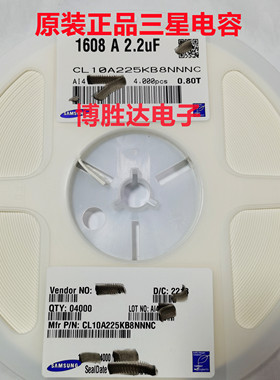 原装正品三星电容
1608 A 2.2uF
CL10A225KB8NNNC
4.000pcs 0.80T
SAMSUNG
博胜达电子
Vendor NO:
D/C:
QTY: 04000
LOT NO:
Mfr P/N: CL10A225KB8NNNC
SAMSUNG
SealDate